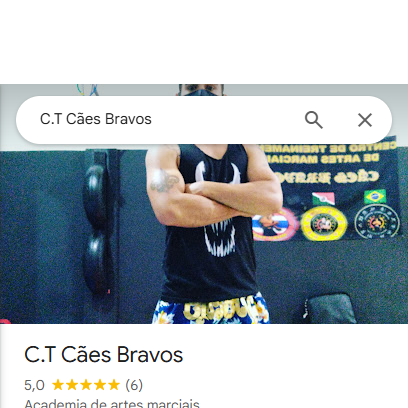 C.T Cães Bravos
CENTRO DE TREINAMENTO
DE ARTES MARCIAIS
CÃES BRAVOS
C.T Cães Bravos
5,0 (6)
Academia de artes marciais